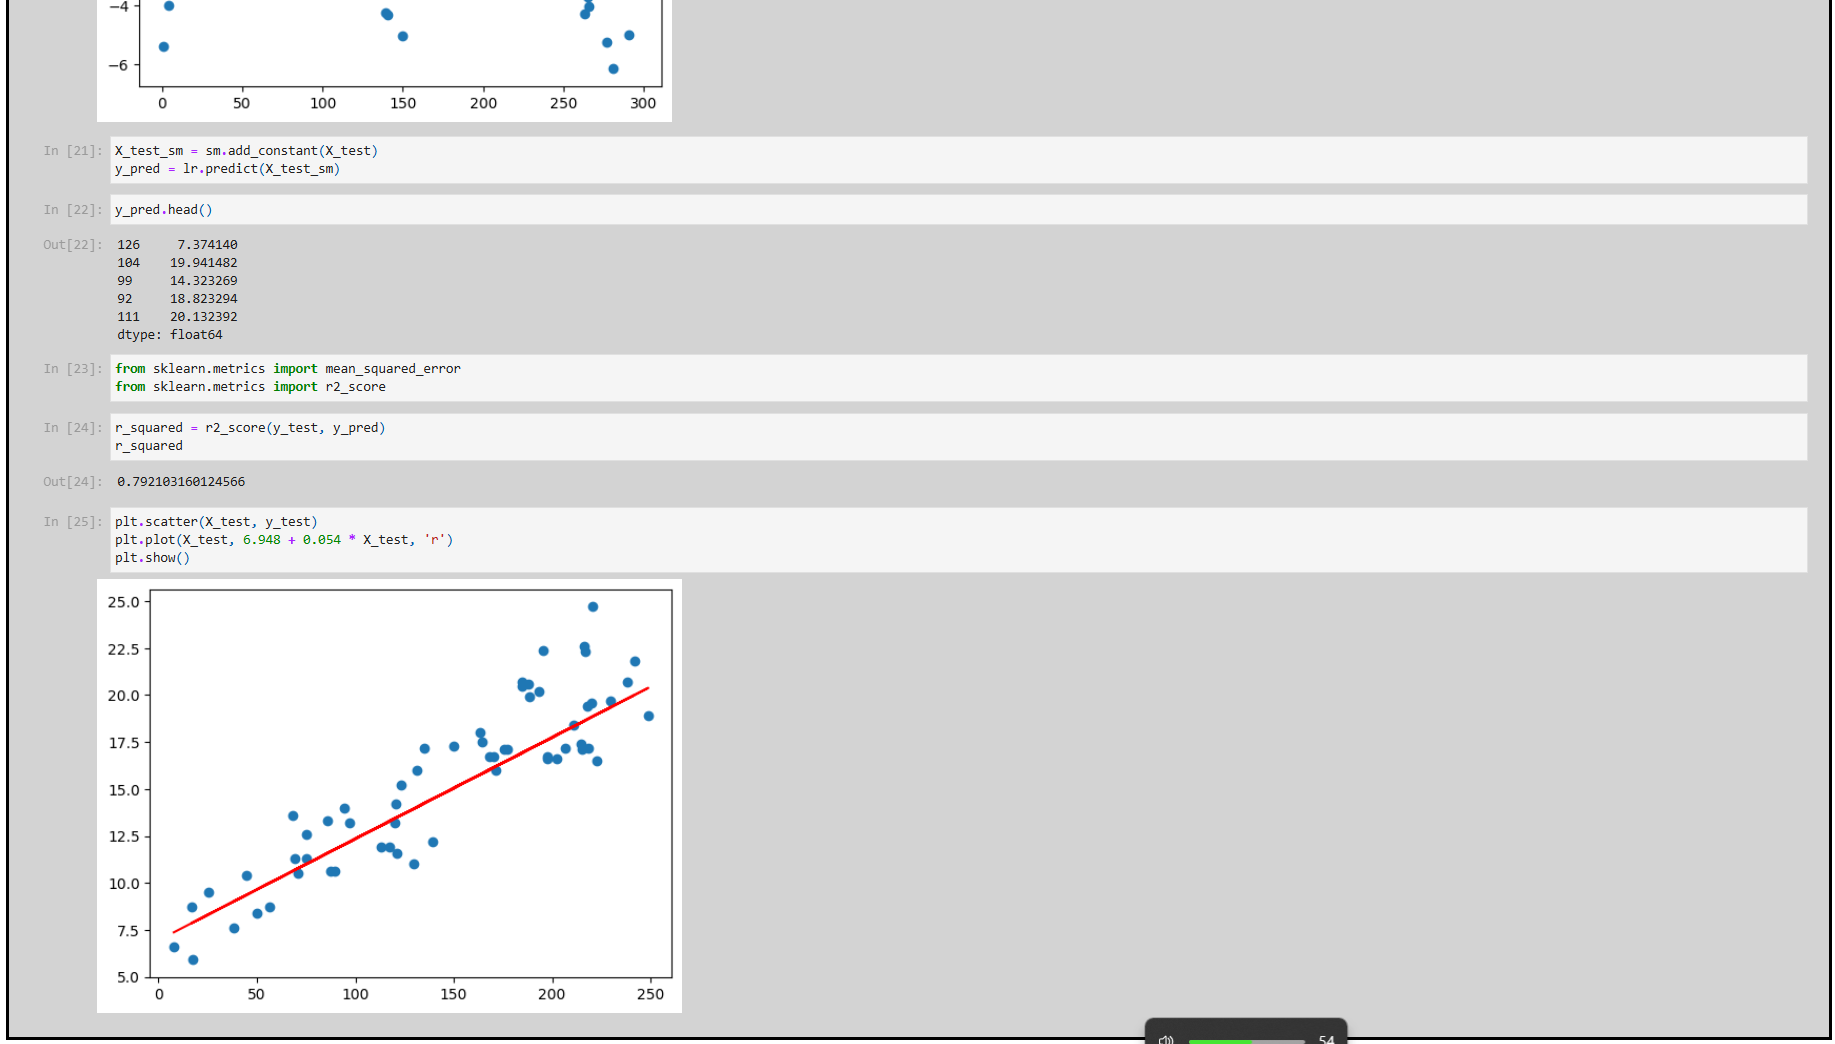 −4
−6
0 50 100 150 200 250 300
In [21]: X_test_sm = sm.add_constant(X_test)
y_pred = lr.predict(X_test_sm)
In [22]: y_pred.head()
Out[22]: 126 7.374140
104 19.941482
99 14.323269
92 18.823294
111 20.132392
dtype: float64
In [23]: from sklearn.metrics import mean_squared_error
from sklearn.metrics import r2_score
In [24]: r_squared = r2_score(y_test, y_pred)
r_squared
Out[24]: 0.792103160124566
In [25]: plt.scatter(X_test, y_test)
plt.plot(X_test, 6.948 + 0.054 * X_test, 'r')
plt.show()
25.0
22.5
20.0
17.5
15.0
12.5
10.0
7.5
5.0
0 50 100 150 200 250
54